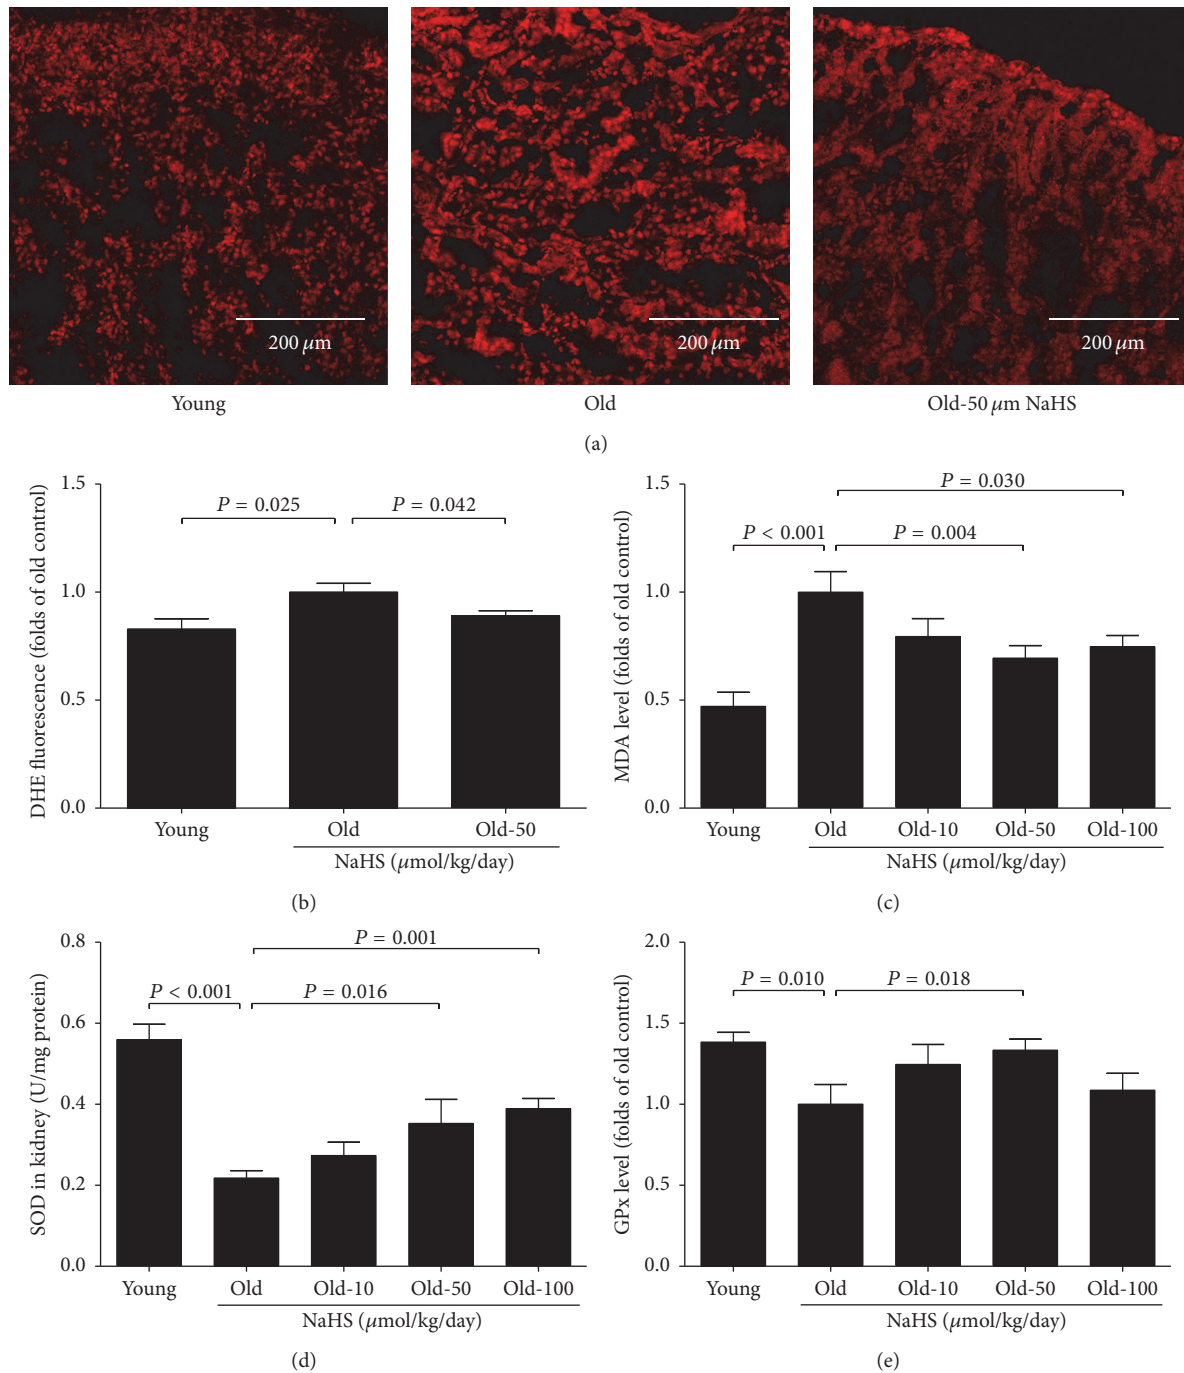 200 μm
200 μm
200 μm
Young
Old
Old-50 μm NaHS
(a)
DHE fluorescence (folds of old control)
1.5
1.0
0.5
0.0
P = 0.025
P = 0.042
Young
Old
Old-50
NaHS (μmol/kg/day)
(b)
MDA level (folds of old control)
1.5
1.0
0.5
0.0
P = 0.030
P < 0.001
P = 0.004
Young
Old
Old-10
Old-50
Old-100
NaHS (μmol/kg/day)
(c)
SOD in kidney (U/mg protein)
0.8
0.6
0.4
0.2
0.0
P = 0.001
P < 0.001
P = 0.016
Young
Old
Old-10
Old-50
Old-100
NaHS (μmol/kg/day)
(d)
GPx level (folds of old control)
2.0
1.5
1.0
0.5
0.0
P = 0.010
P = 0.018
Young
Old
Old-10
Old-50
Old-100
NaHS (μmol/kg/day)
(e)